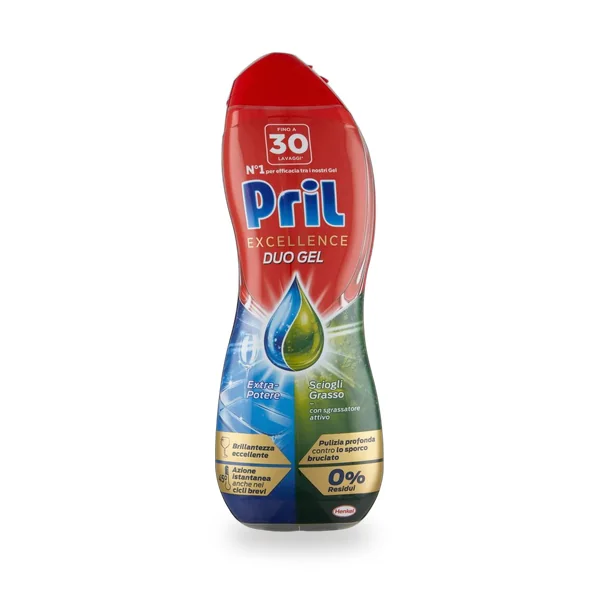 FINO A
30
LAVAGGI*
N°1 per efficacia tra i nostri Gel
Pril
EXCELLENCE
DUO GEL
Extra-
Potere
Sciogli
Grasso
con sgrassatore
attivo
Brillantezza
eccellente
Pulizia profonda
contro lo sporco
bruciato
45°
Azione
istantanea
anche nei
cicli brevi
0%
Residui
Henkel